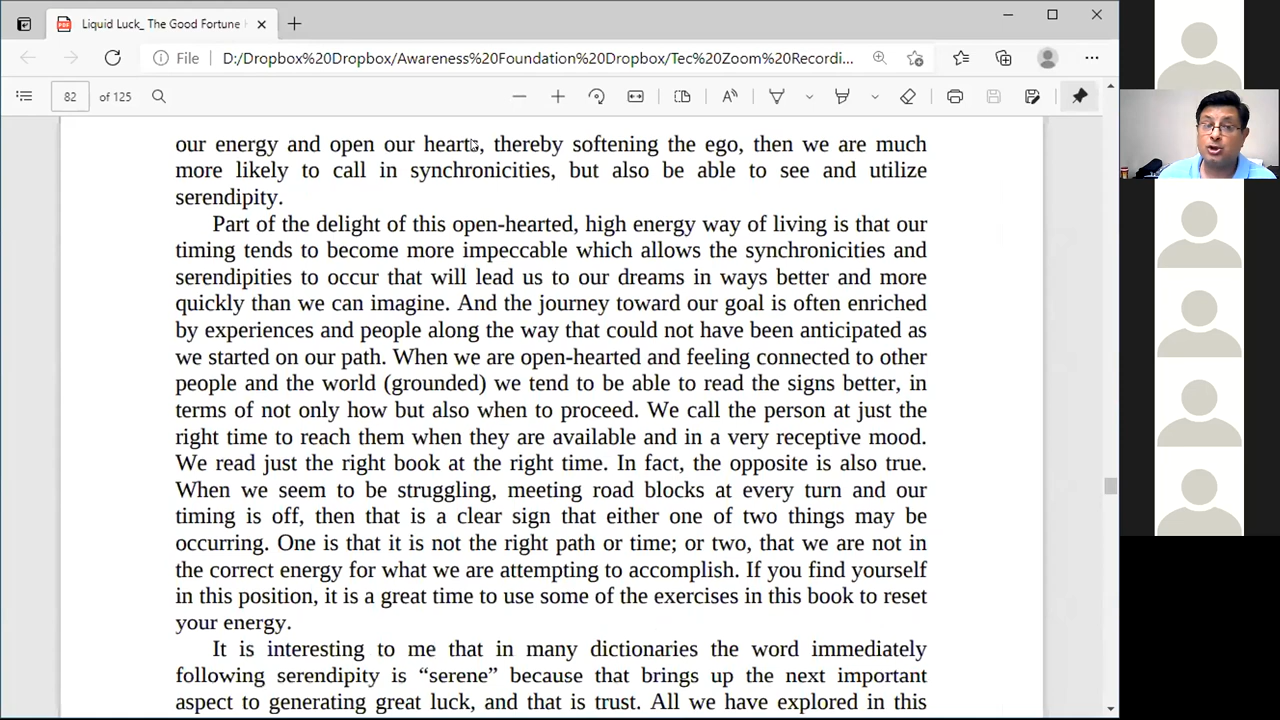 Liquid Luck_ The Good Fortune
File D:/Dropbox%20Dropbox/Awareness%20Foundation%20Dropbox/Tec%20Zoom%20Recordi...
82 of 125
our energy and open our hearts, thereby softening the ego, then we are much
more likely to call in synchronicities, but also be able to see and utilize
serendipity.
Part of the delight of this open-hearted, high energy way of living is that our
timing tends to become more impeccable which allows the synchronicities and
serendipities to occur that will lead us to our dreams in ways better and more
quickly than we can imagine. And the journey toward our goal is often enriched
by experiences and people along the way that could not have been anticipated as
we started on our path. When we are open-hearted and feeling connected to other
people and the world (grounded) we tend to be able to read the signs better, in
terms of not only how but also when to proceed. We call the person at just the
right time to reach them when they are available and in a very receptive mood.
We read just the right book at the right time. In fact, the opposite is also true.
When we seem to be struggling, meeting road blocks at every turn and our
timing is off, then that is a clear sign that either one of two things may be
occurring. One is that it is not the right path or time; or two, that we are not in
the correct energy for what we are attempting to accomplish. If you find yourself
in this position, it is a great time to use some of the exercises in this book to reset
your energy.
It is interesting to me that in many dictionaries the word immediately
following serendipity is “serene” because that brings up the next important
aspect to generating great luck, and that is trust. All we have explored in this